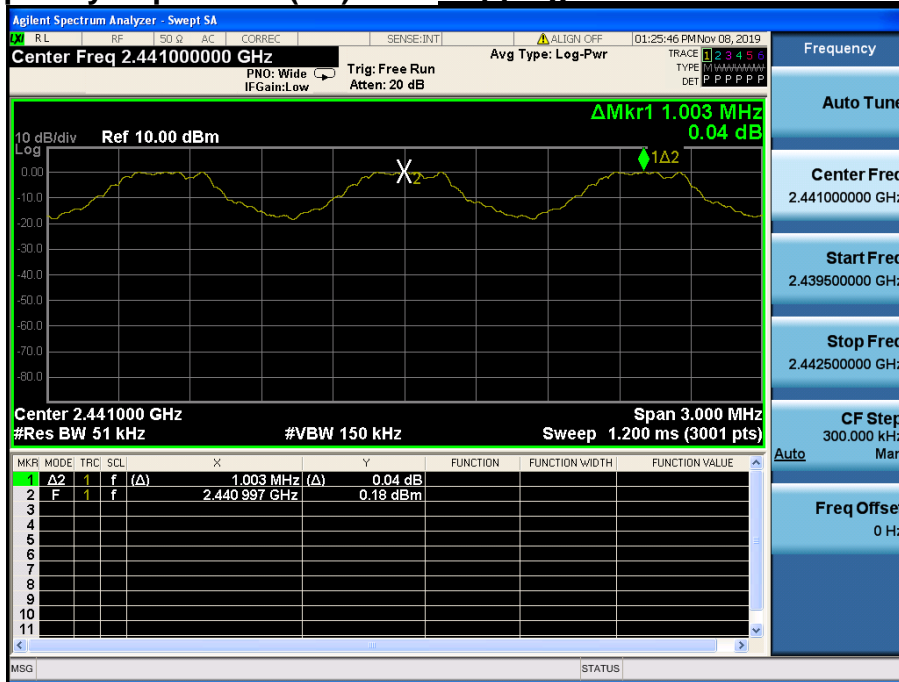 Agilent Spectrum Analyzer - Swept SA
LXI RL RF 50 Ω AC CORREC SENSE:INT ALIGN OFF 01:25:46 PM Nov 08, 2019
Center Freq 2.441000000 GHz
PNO: Wide
IFGain:Low
Trig: Free Run
Atten: 20 dB
Avg Type: Log-Pwr
TRACE 1 2 3 4 5 6
TYPE M WWWWW
DET P P P P P P
ΔMkr1 1.003 MHz
0.04 dB
10 dB/div Ref 10.00 dBm
Log
1Δ2
X2
0.00
-10.0
-20.0
-30.0
-40.0
-50.0
-60.0
-70.0
-80.0
Center 2.441000 GHz Span 3.000 MHz
#Res BW 51 kHz #VBW 150 kHz Sweep 1.200 ms (3001 pts)
MKR MODE TRC SCL X Y FUNCTION FUNCTION WIDTH FUNCTION VALUE
1 Δ2 1 f (Δ) 1.003 MHz (Δ) 0.04 dB
2 F 1 f 2.440 997 GHz 0.18 dBm
3
4
5
6
7
8
9
10
11
MSG STATUS
Frequency
Auto Tune
Center Freq
2.441000000 GHz
Start Freq
2.439500000 GHz
Stop Freq
2.442500000 GHz
CF Step
300.000 kHz
Auto Man
Freq Offset
0 Hz